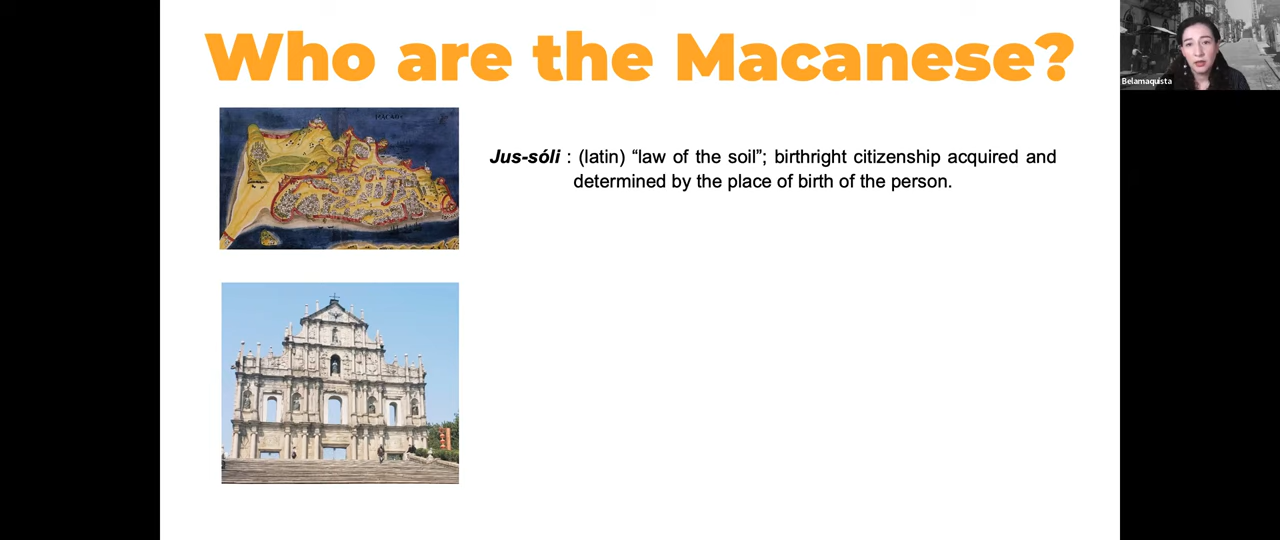 Who are the Macanese?
Belamaquista
MACAO
Jus-sóli : (latin) “law of the soil”; birthright citizenship acquired and
determined by the place of birth of the person.